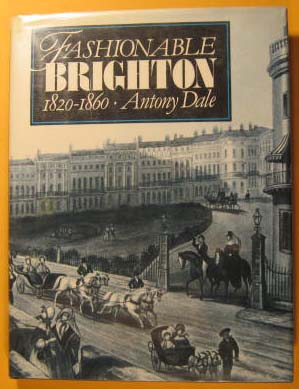 FASHIONABLE
BRIGHTON
1820-1860 · Antony Dale